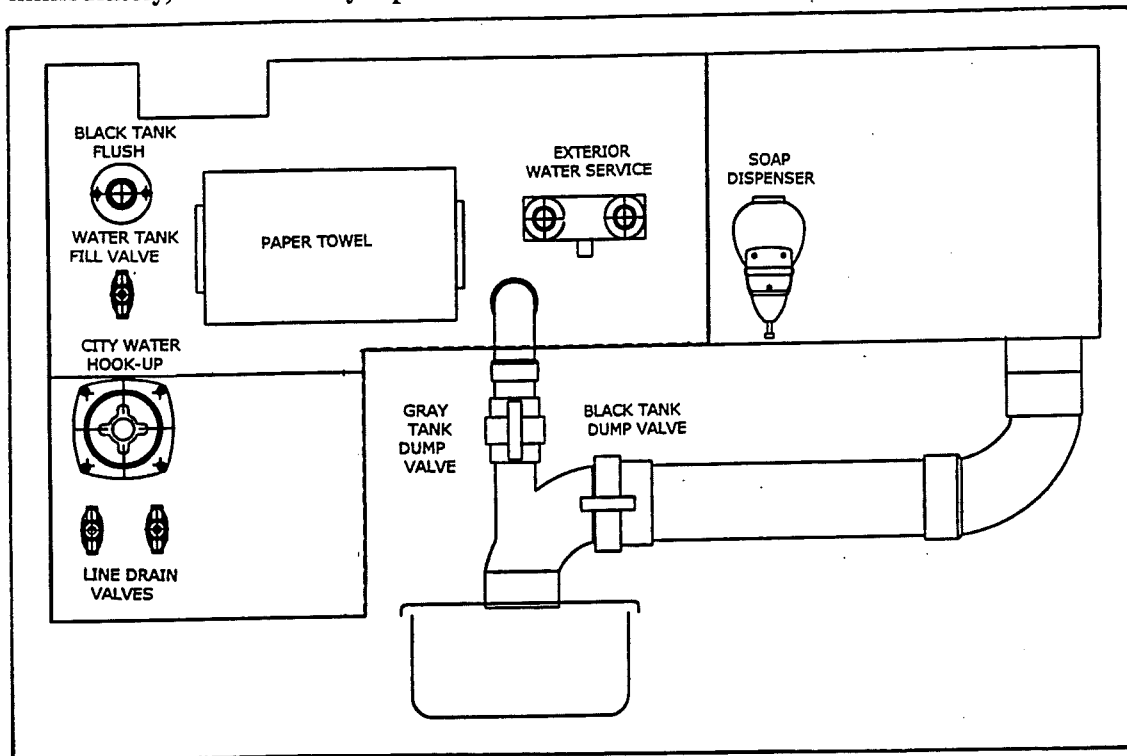 BLACK TANK
FLUSH
WATER TANK
FILL VALVE
CITY WATER
HOOK-UP
LINE DRAIN
VALVES
PAPER TOWEL
EXTERIOR
WATER SERVICE
SOAP
DISPENSER
GRAY
TANK
DUMP
VALVE
BLACK TANK
DUMP VALVE